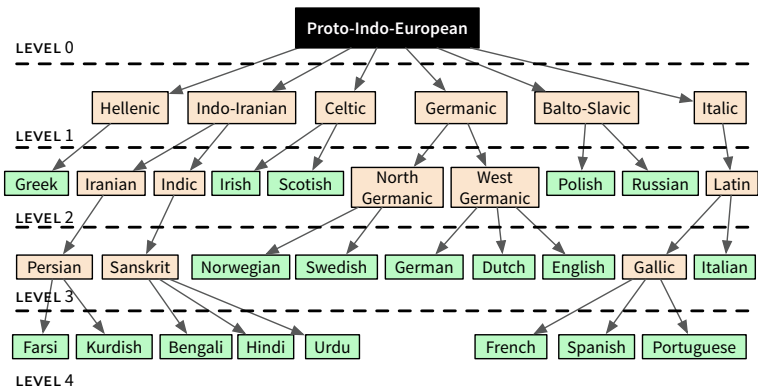 Proto-Indo-European
LEVEL 0
Hellenic Indo-Iranian Celtic Germanic Balto-Slavic Italic
LEVEL 1
Greek Iranian Indic Irish Scotish North Germanic West Germanic Polish Russian Latin
LEVEL 2
Persian Sanskrit Norwegian Swedish German Dutch English Gallic Italian
LEVEL 3
Farsi Kurdish Bengali Hindi Urdu French Spanish Portuguese
LEVEL 4